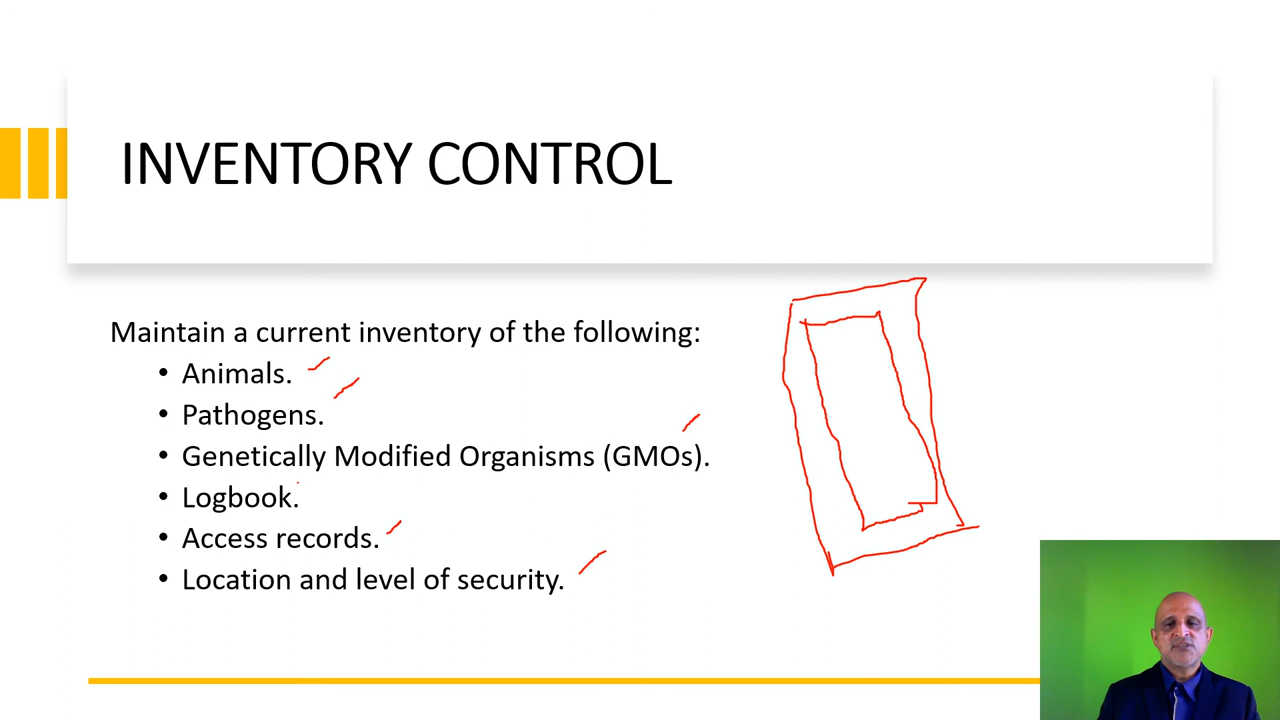 INVENTORY CONTROL
Maintain a current inventory of the following:
• Animals.
• Pathogens.
• Genetically Modified Organisms (GMOs).
• Logbook.
• Access records.
• Location and level of security.